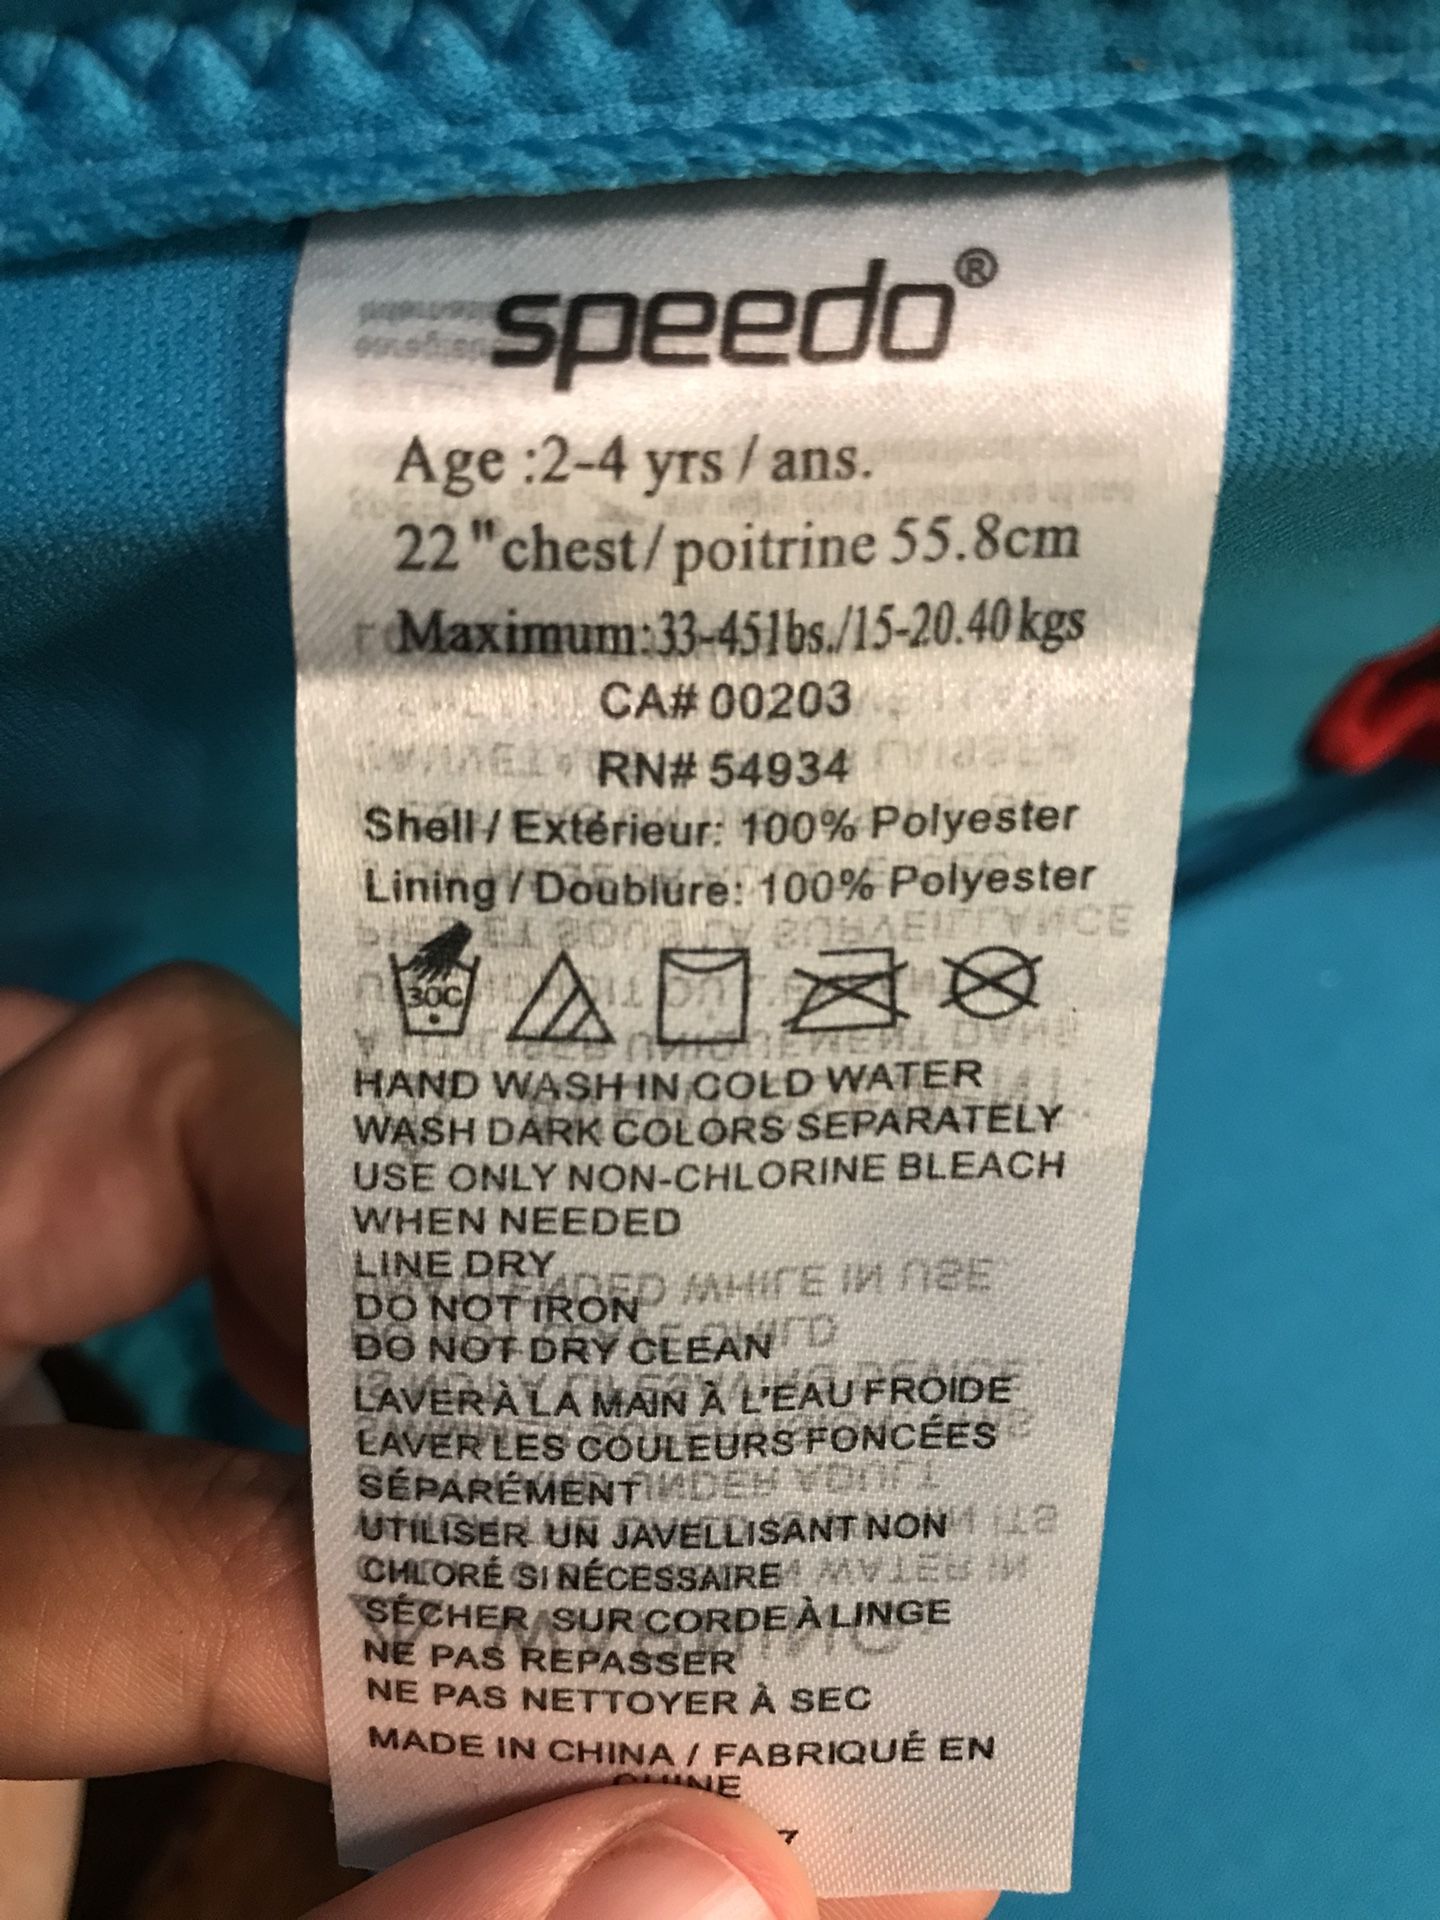 speedo®
Age :2-4 yrs / ans.
22"chest/poitrine 55.8cm
Maximum:33-45lbs./15-20.40kgs
CA# 00203
RN# 54934
Shell / Extérieur: 100% Polyester
Lining / Doublure: 100% Polyester
30C
HAND WASH IN COLD WATER
WASH DARK COLORS SEPARATELY
USE ONLY NON-CHLORINE BLEACH
WHEN NEEDED
LINE DRY
DO NOT IRON
DO NOT DRY CLEAN
LAVER À LA MAIN À L'EAU FROIDE
LAVER LES COULEURS FONCÉES
SÉPARÉMENT
UTILISER UN JAVELLISANT NON
CHLORÉ SI NÉCESSAIRE
SÉCHER SUR CORDE À LINGE
NE PAS REPASSER
NE PAS NETTOYER À SEC
MADE IN CHINA / FABRIQUÉ EN
CHINE